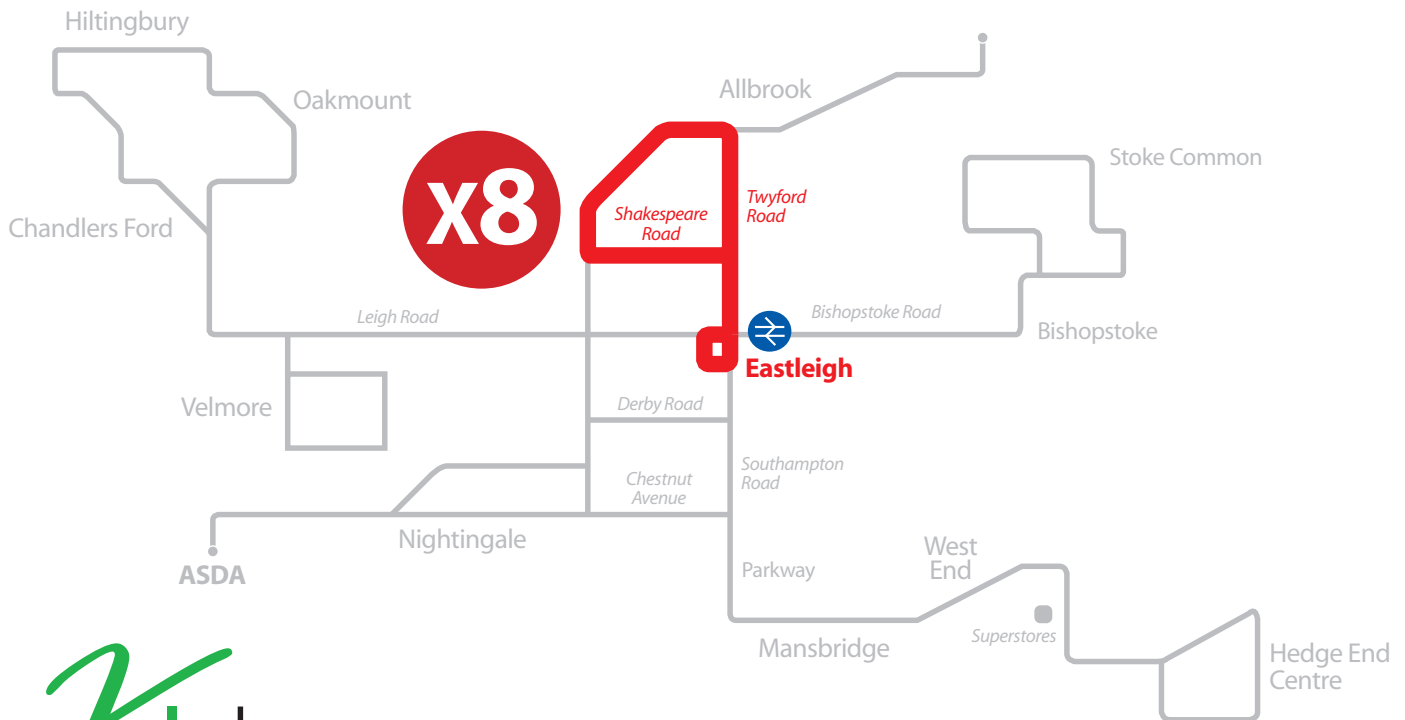 Hiltingbury
Oakmount
Allbrook
Stoke Common
Chandlers Ford
x8
Shakespeare
Road
Twyford
Road
Leigh Road
Bishopstoke Road
Bishopstoke
Eastleigh
Velmore
Derby Road
Southampton
Road
Chestnut
Avenue
Nightingale
ASDA
Parkway
West
End
Superstores
Mansbridge
Hedge End
Centre